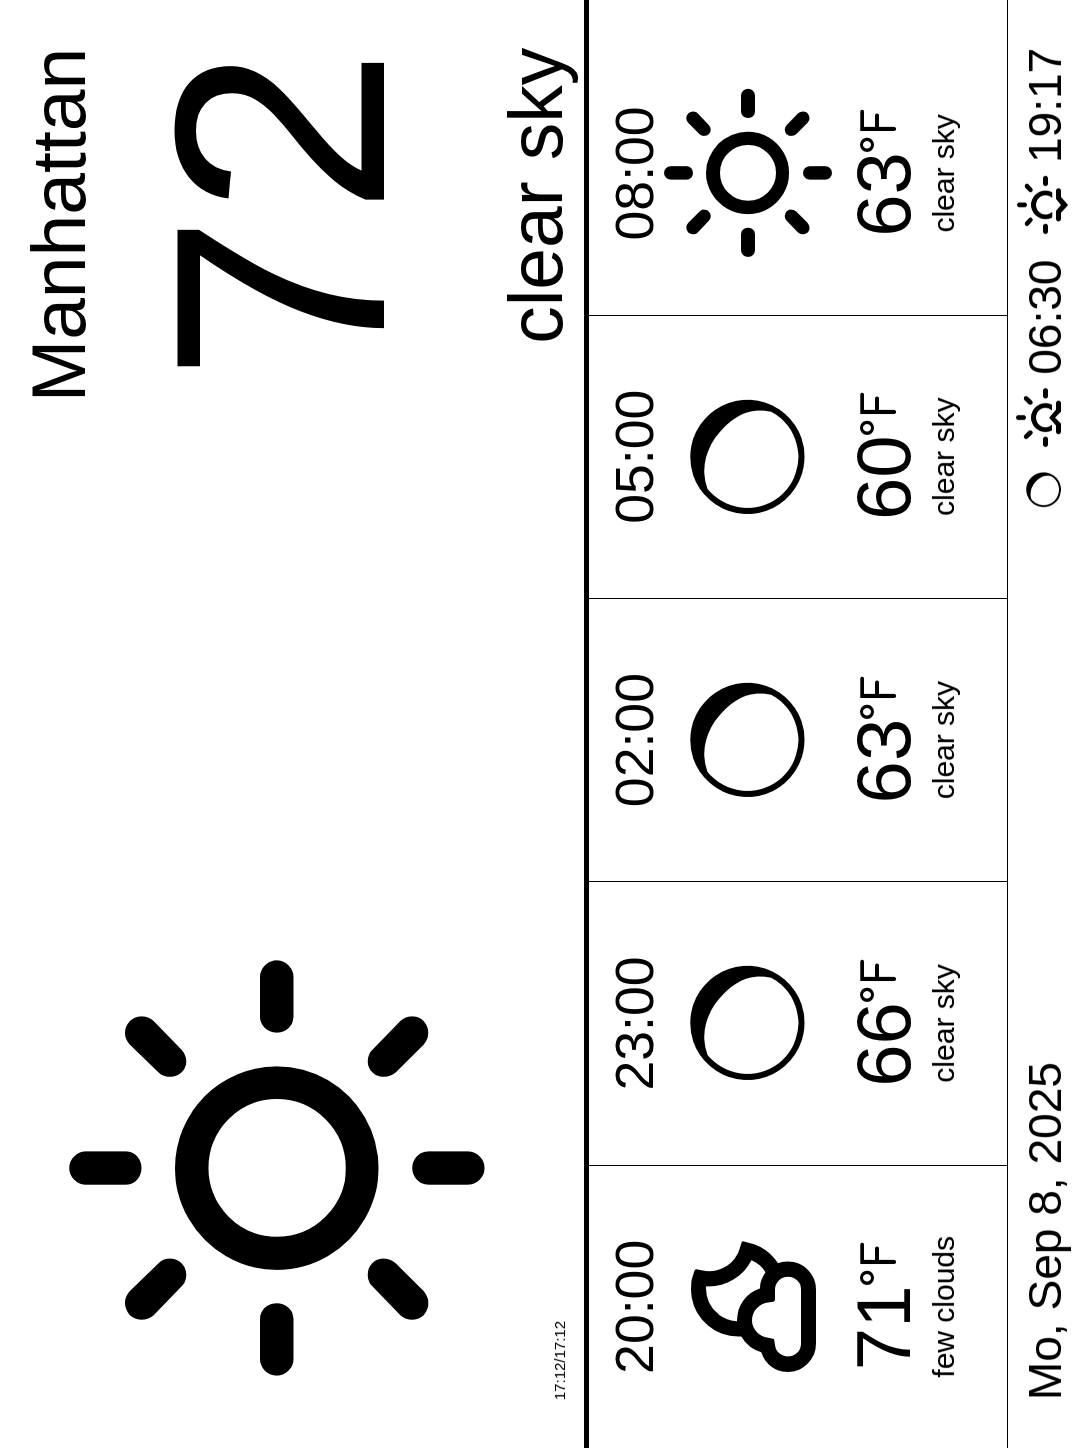 Manhattan
72
clear sky
17:12/17:12
20:00
71°F
few clouds
23:00
66°F
clear sky
02:00
63°F
clear sky
05:00
60°F
clear sky
08:00
63°F
clear sky
Mo, Sep 8, 2025
06:30
19:17